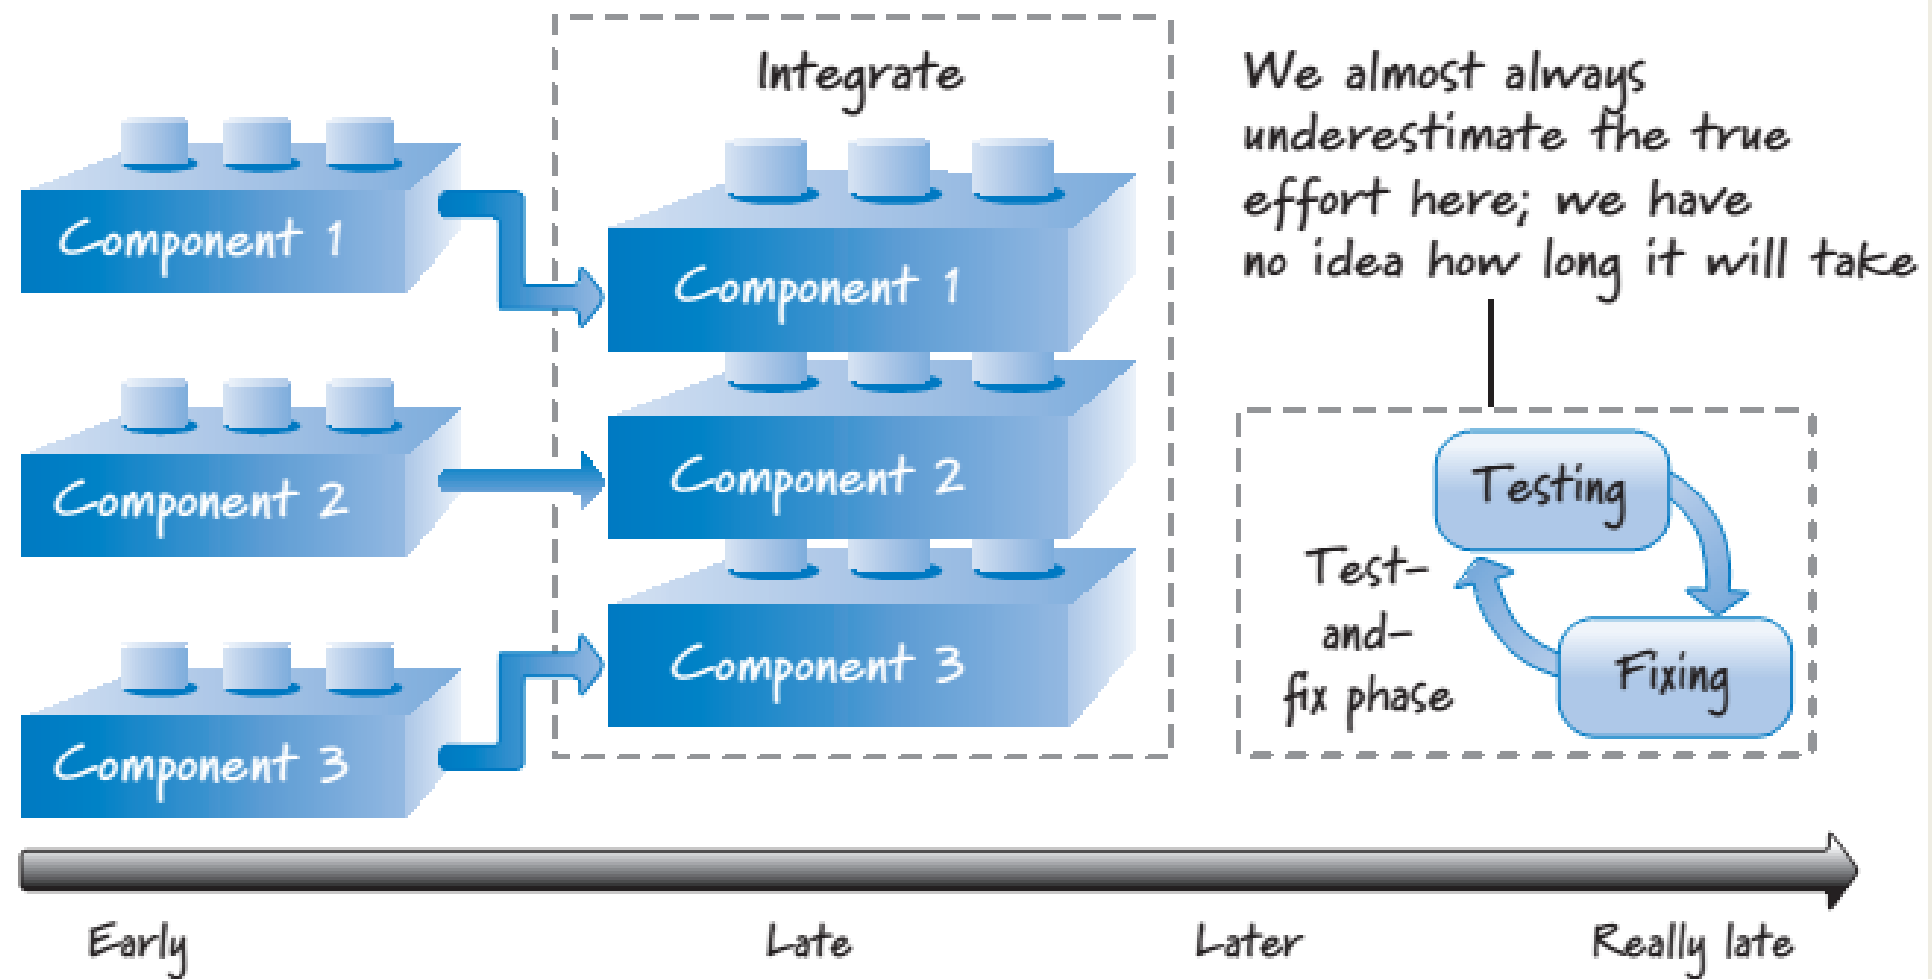 Integrate
Component 1
Component 2
Component 3
Component 1
Component 2
Component 3
We almost always
underestimate the true
effort here; we have
no idea how long it will take
Testing
Test-
and-
fix phase
Fixing
Early
Late
Later
Really late